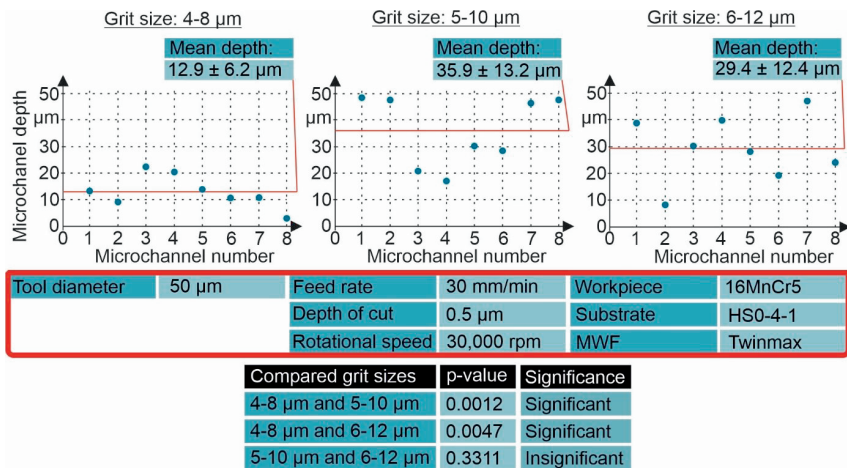 Grit size: 4-8 µm
Mean depth:
12.9 ± 6.2 µm
Microchanel depth
50
µm
30
20
10
0
0 1 2 3 4 5 6 7 8
Microchannel number
Grit size: 5-10 µm
Mean depth:
35.9 ± 13.2 µm
50
µm
30
20
10
0
0 1 2 3 4 5 6 7 8
Microchannel number
Grit size: 6-12 µm
Mean depth:
29.4 ± 12.4 µm
50
µm
30
20
10
0
0 1 2 3 4 5 6 7 8
Microchannel number
Tool diameter 50 µm Feed rate 30 mm/min Workpiece 16MnCr5
Depth of cut 0.5 µm Substrate HS0-4-1
Rotational speed 30,000 rpm MWF Twinmax
Compared grit sizes p-value Significance
4-8 µm and 5-10 µm 0.0012 Significant
4-8 µm and 6-12 µm 0.0047 Significant
5-10 µm and 6-12 µm 0.3311 Insignificant